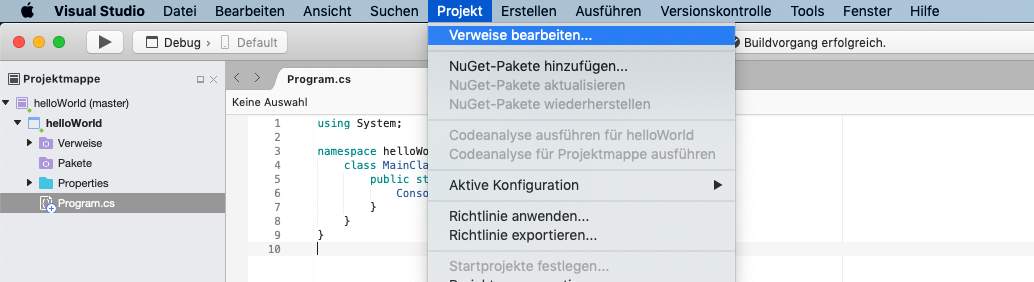 Visual Studio Datei Bearbeiten Ansicht Suchen Projekt Erstellen Ausführen Versionskontrolle Tools Fenster Hilfe
Debug Default
Buildvorgang erfolgreich.
Projektmappe
helloWorld (master)
helloWorld
Verweise
Pakete
Properties
Program.cs
Program.cs
Keine Auswahl
1 using System;
2
3 namespace helloWo
4 class MainCla
5 public st
6 Conso
7 }
8 }
9 }
10
Verweise bearbeiten...
NuGet-Pakete hinzufügen...
NuGet-Pakete aktualisieren
NuGet-Pakete wiederherstellen
Codeanalyse ausführen für helloWorld
Codeanalyse für Projektmappe ausführen
Aktive Konfiguration
Richtlinie anwenden...
Richtlinie exportieren...
Startprojekte festlegen...